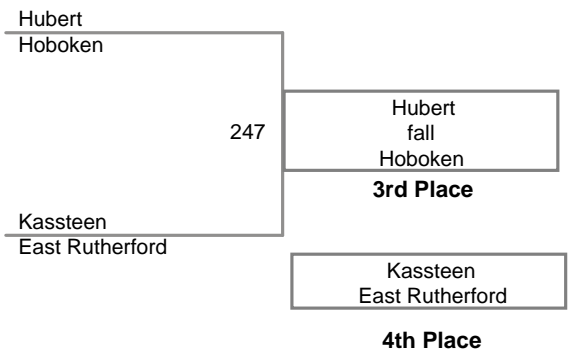 Hubert
Hoboken
247
Hubert
fall
Hoboken
3rd Place
Kassteen
East Rutherford
Kassteen
East Rutherford
4th Place